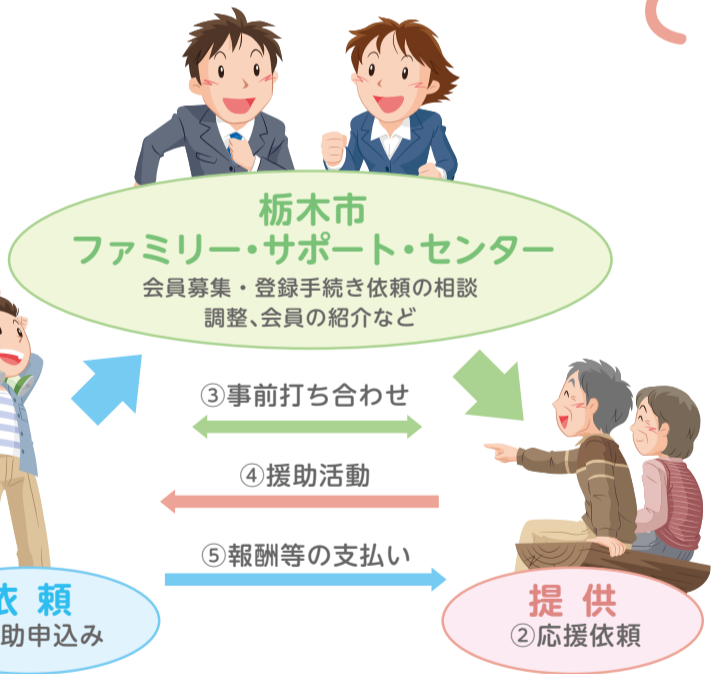 栃木市
ファミリー・サポート・センター
会員募集・登録手続き依頼の相談
調整、会員の紹介など
③事前打ち合わせ
④援助活動
⑤報酬等の支払い
依 頼
助申込み
提 供
②応援依頼